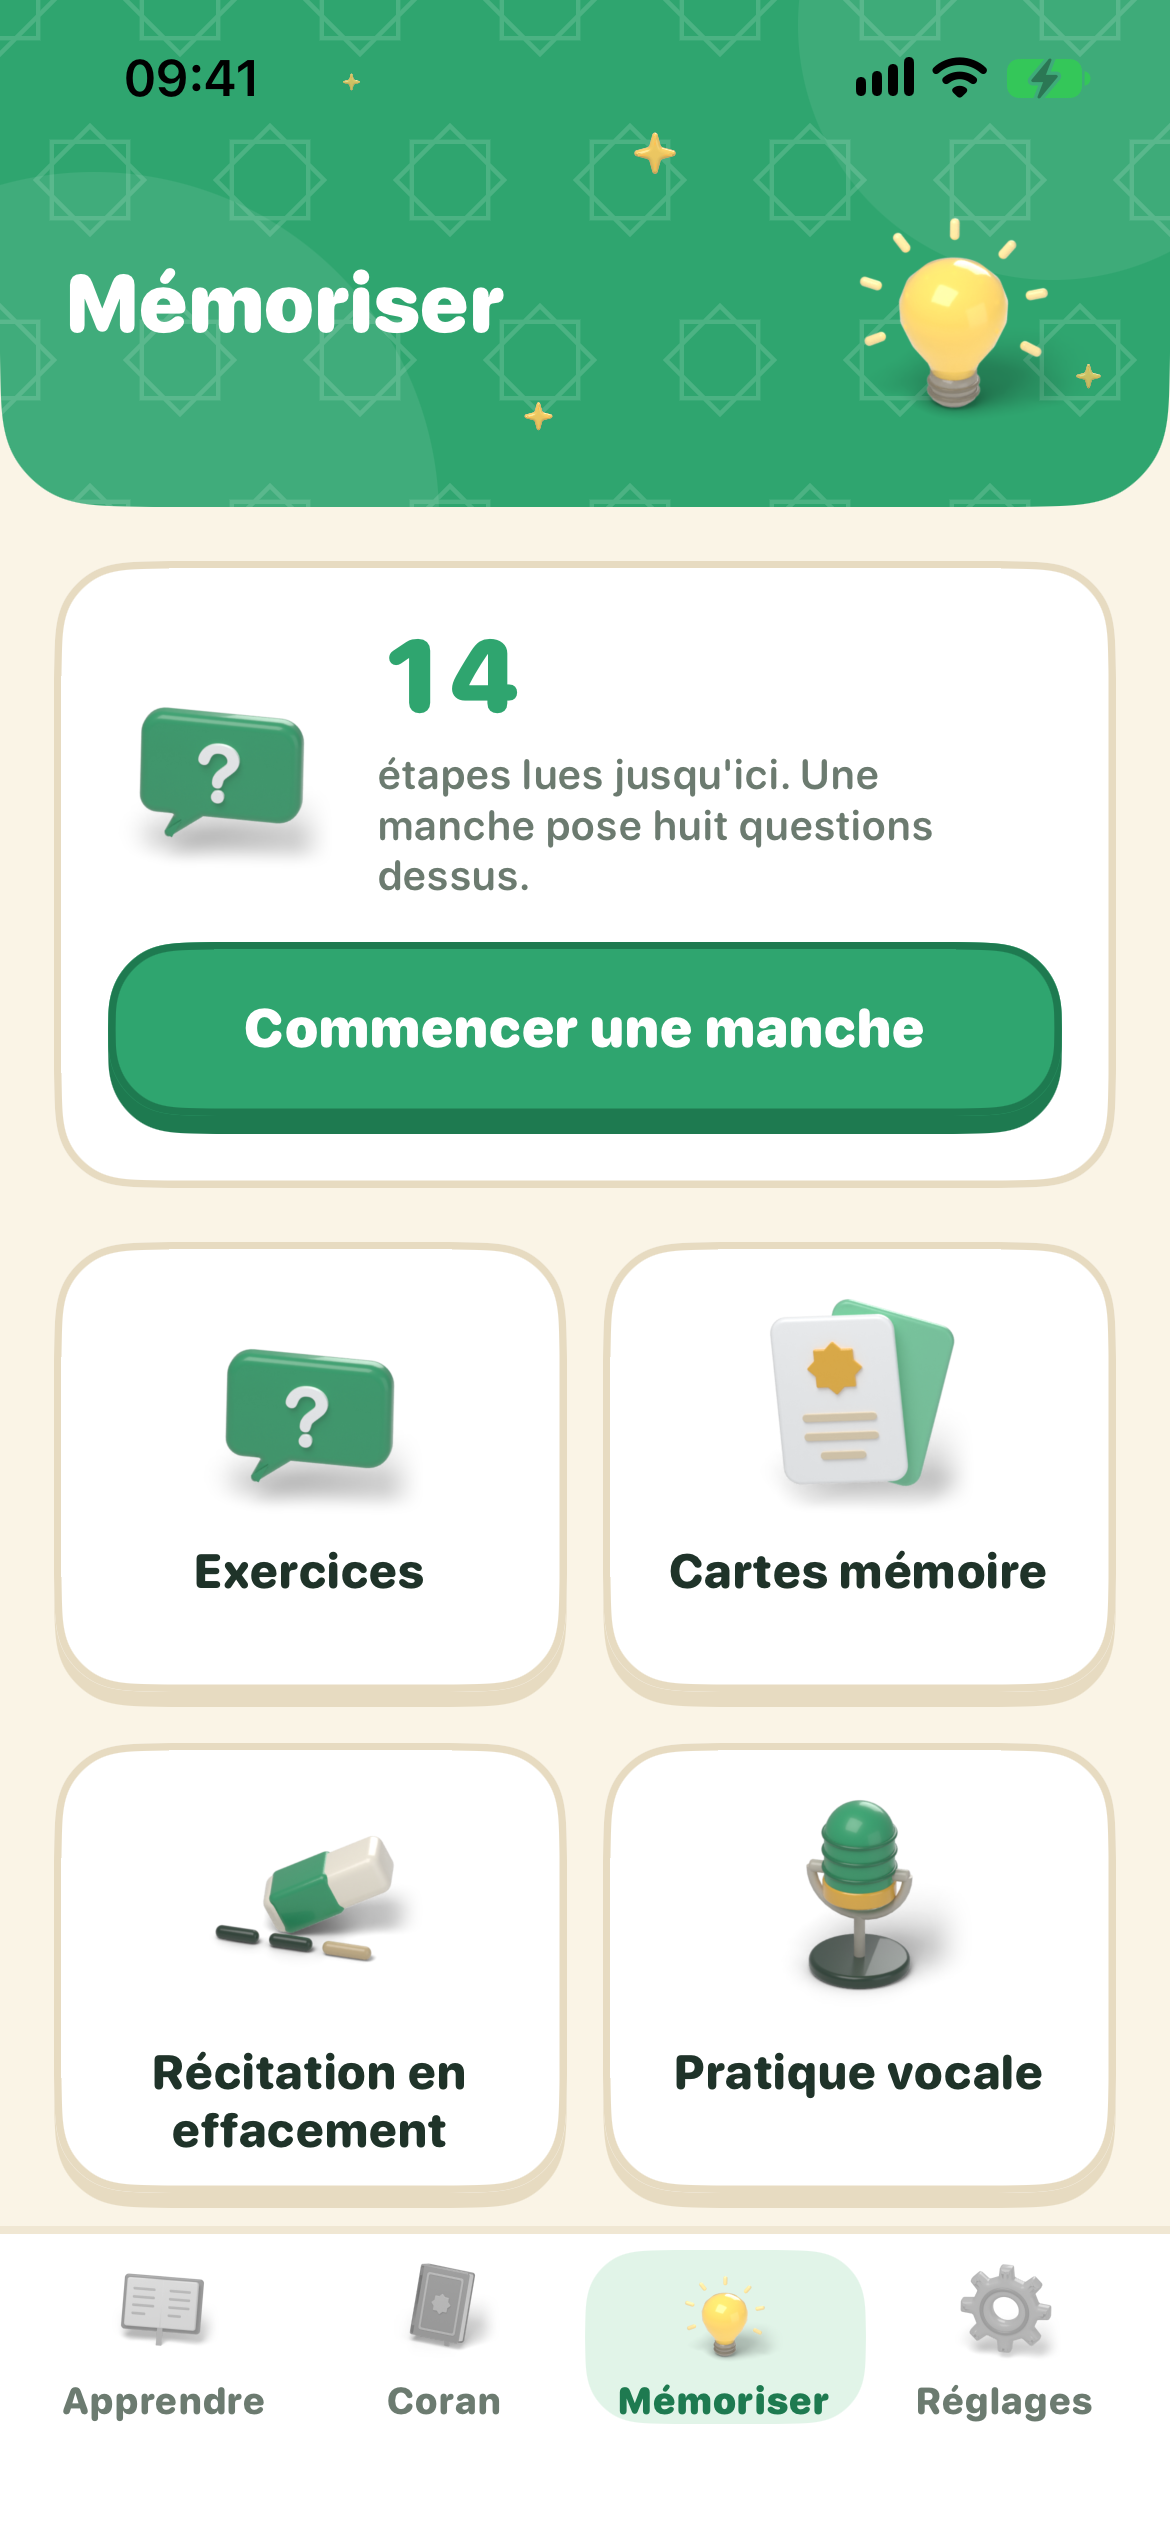 09:41
Mémoriser
14
étapes lues jusqu'ici. Une
manche pose huit questions
dessus.
?
Commencer une manche
?
Exercices
Cartes mémoire
Récitation en
effacement
Pratique vocale
Apprendre
Coran
Mémoriser
Réglages